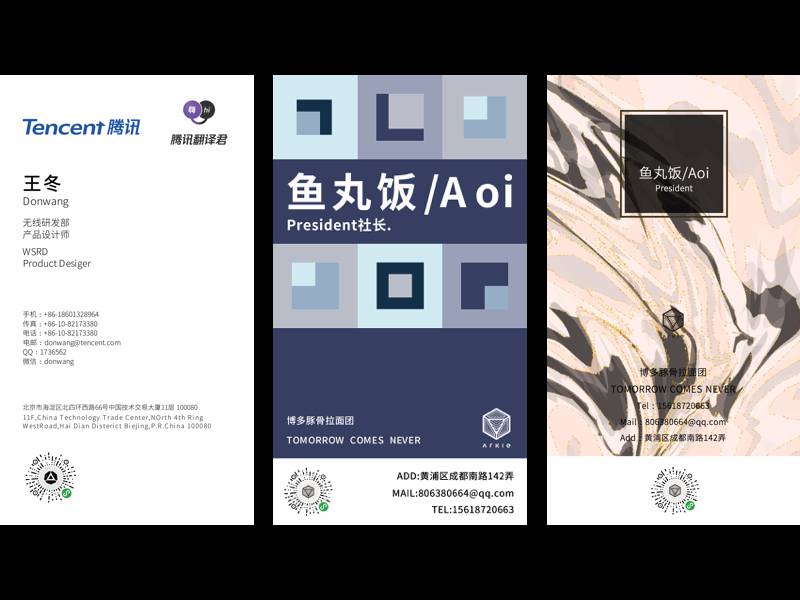 Tencent 腾讯
嗨 hi
腾讯翻译君
王冬
Donwang
无线研发部
产品设计师
WSRD
Product Desiger
手机：+86-18601328964
传真：+86-10-82173380
电话：+86-10-82173380
电邮：donwang@tencent.com
QQ：1736562
微信：donwang
北京市海淀区北四环西路66号中国技术交易大厦11层 100080
11F,China Technology Trade Center,NOrth 4th Ring
WestRoad,Hai Dian Disterict Biejing,P.R.China 100080
鱼丸饭/Aoi
President社长.
博多豚骨拉面团
TOMORROW COMES NEVER
ARKIE
ADD:黄浦区成都南路142弄
MAIL:806380664@qq.com
TEL:15618720663
鱼丸饭/Aoi
President
ARKIE
博多豚骨拉面团
TOMORROW COMES NEVER
Tel：15618720663
Mail：806380664@qq.com
Add：黄浦区成都南路142弄